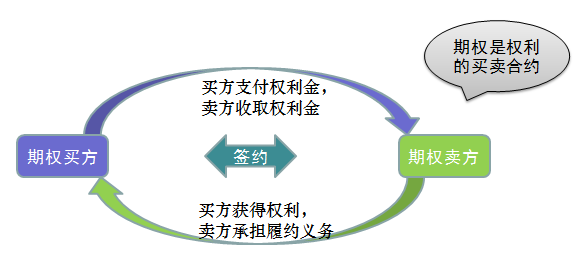 期权是权利
的买卖合约
买方支付权利金，
卖方收取权利金
期权买方
签约
期权卖方
买方获得权利，
卖方承担履约义务